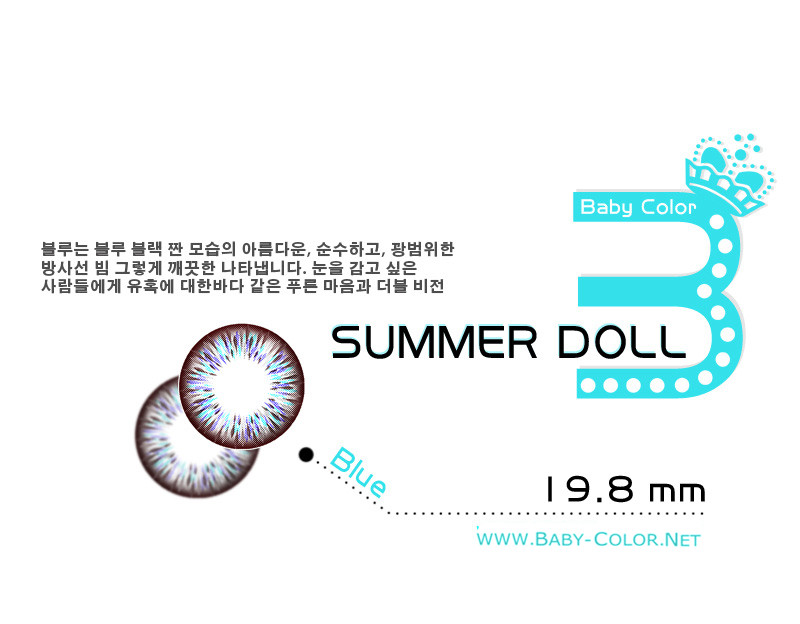 Baby Color
3
블루는 블루 블랙 짠 모습의 아름다운, 순수하고, 광범위한
방사선 빔 그렇게 깨끗한 나타냅니다. 눈을 감고 싶은
사람들에게 유혹에 대한바다 같은 푸른 마음과 더블 비전
SUMMER DOLL
Blue
19.8 mm
WWW.BABY-COLOR.NET